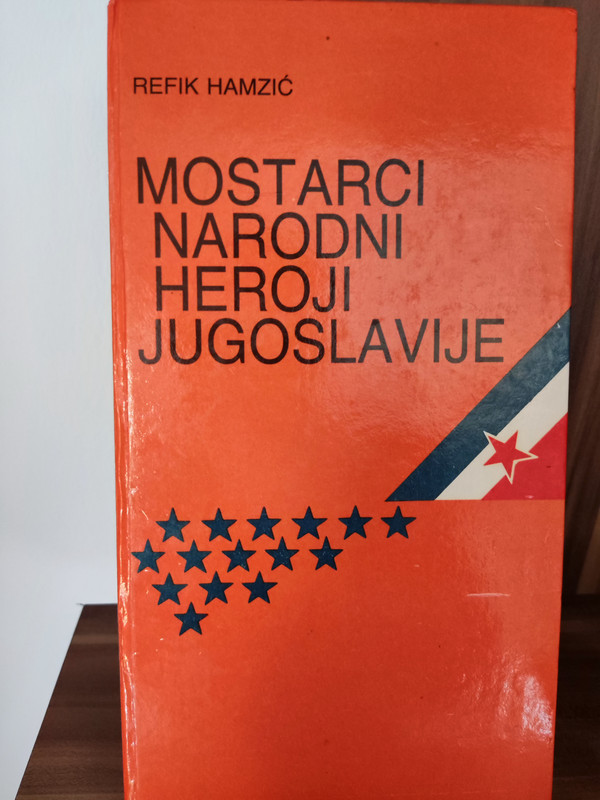 REFIK HAMZIĆ
MOSTARCI
NARODNI
HEROJI
JUGOSLAVIJE